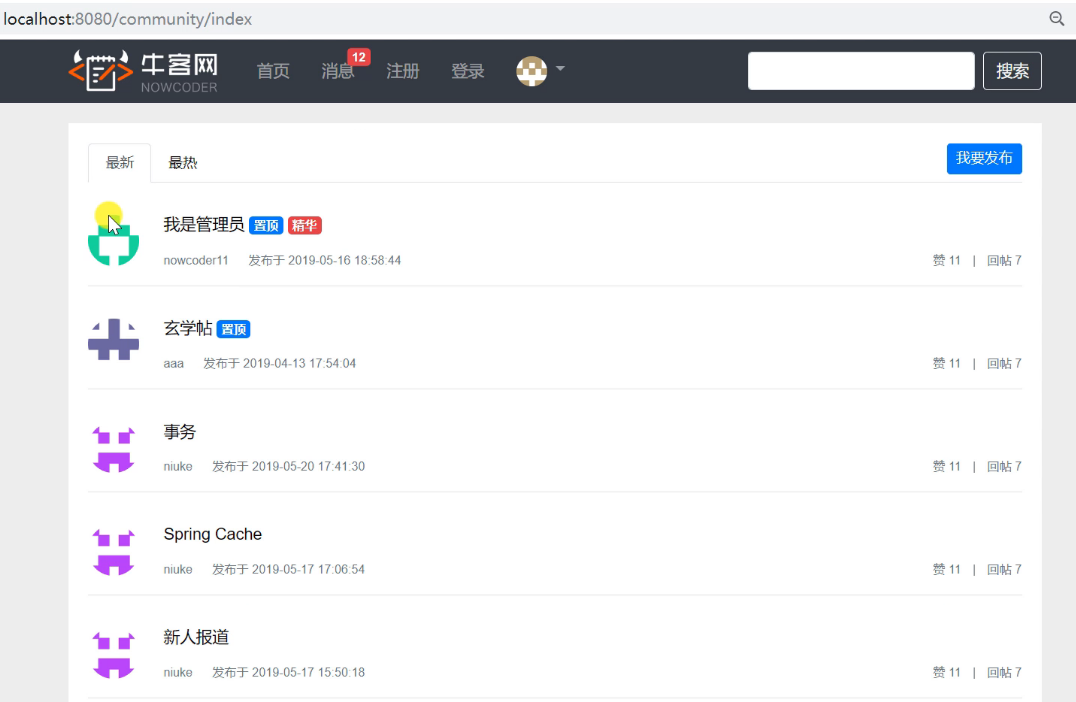 localhost:8080/community/index
牛客网
NOWCODER
首页 消息 12 注册 登录 搜索
最新 最热 我要发布
我是管理员 置顶 精华
nowcoder11 发布于 2019-05-16 18:58:44 赞 11 | 回帖 7
玄学帖 置顶
aaa 发布于 2019-04-13 17:54:04 赞 11 | 回帖 7
事务
niuke 发布于 2019-05-20 17:41:30 赞 11 | 回帖 7
Spring Cache
niuke 发布于 2019-05-17 17:06:54 赞 11 | 回帖 7
新人报道
niuke 发布于 2019-05-17 15:50:18 赞 11 | 回帖 7